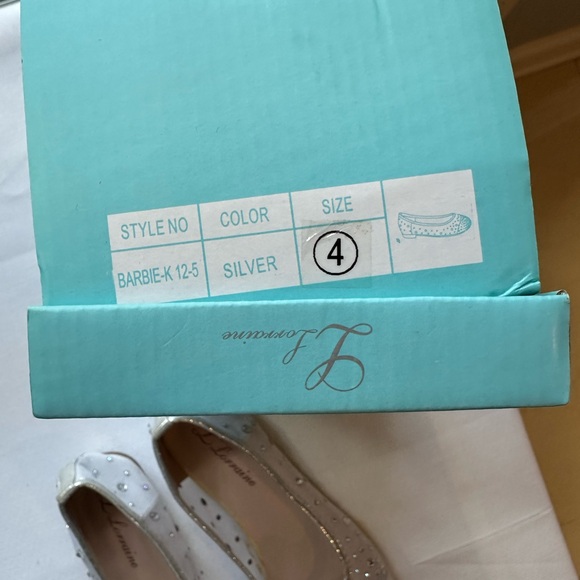 STYLE NO COLOR SIZE
BARBIE-K 12-5 SILVER 4
L Lorraine
L Lorraine
L Lorraine